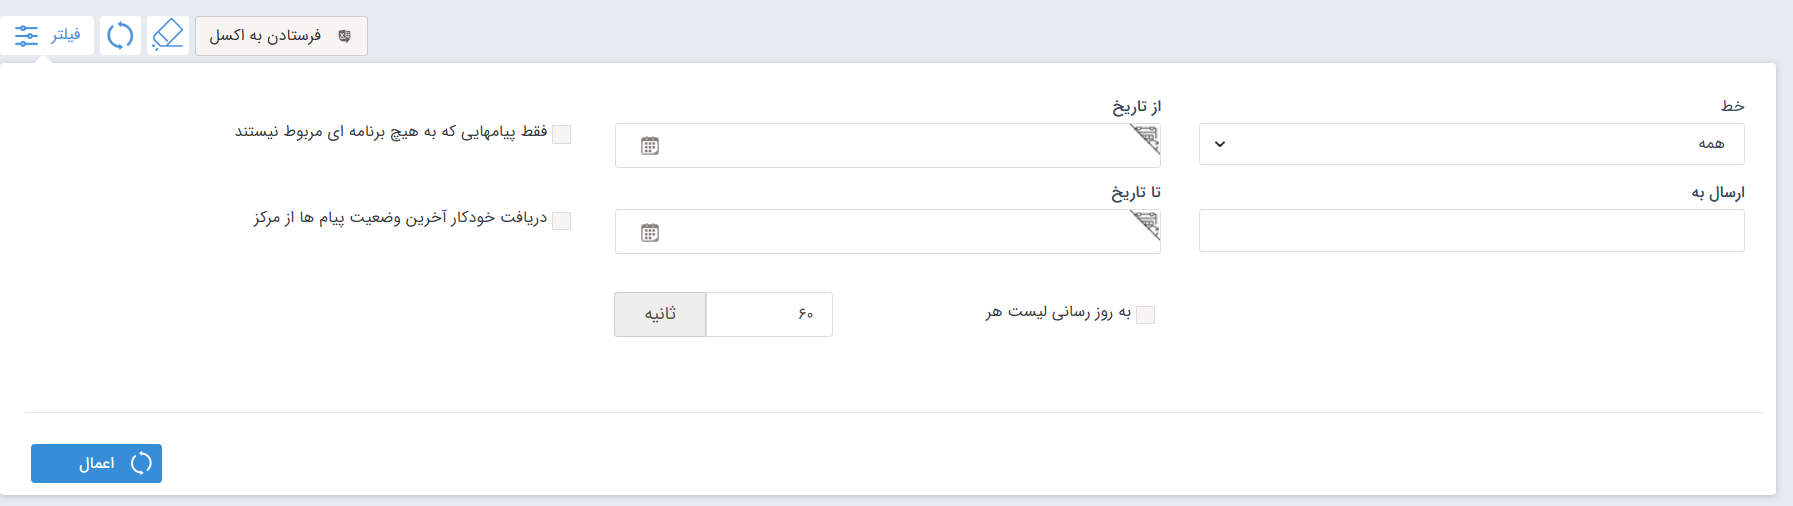 فرستادن به اکسل
فیلتر
خط
همه
از تاریخ
فقط پیامهایی که به هیچ برنامه ای مربوط نیستند
ارسال به
تا تاریخ
دریافت خودکار آخرین وضعیت پیام ها از مرکز
به روز رسانی لیست هر
۶۰
ثانیه
اعمال